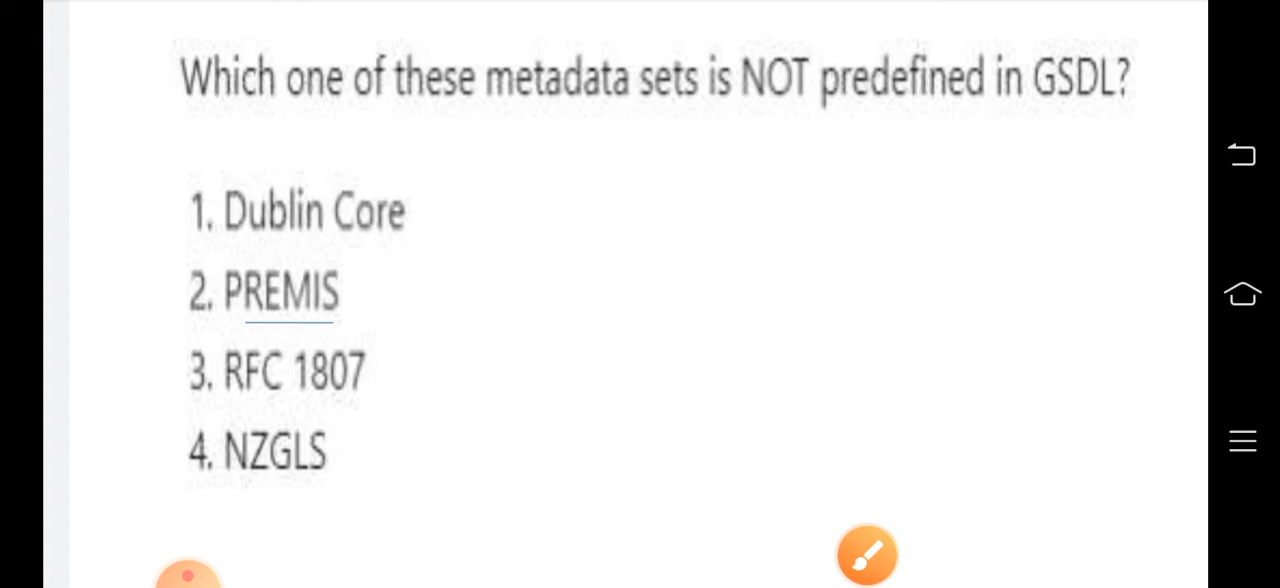 Which one of these metadata sets is NOT predefined in GSDL?
1. Dublin Core
2. PREMIS
3. RFC 1807
4. NZGLS